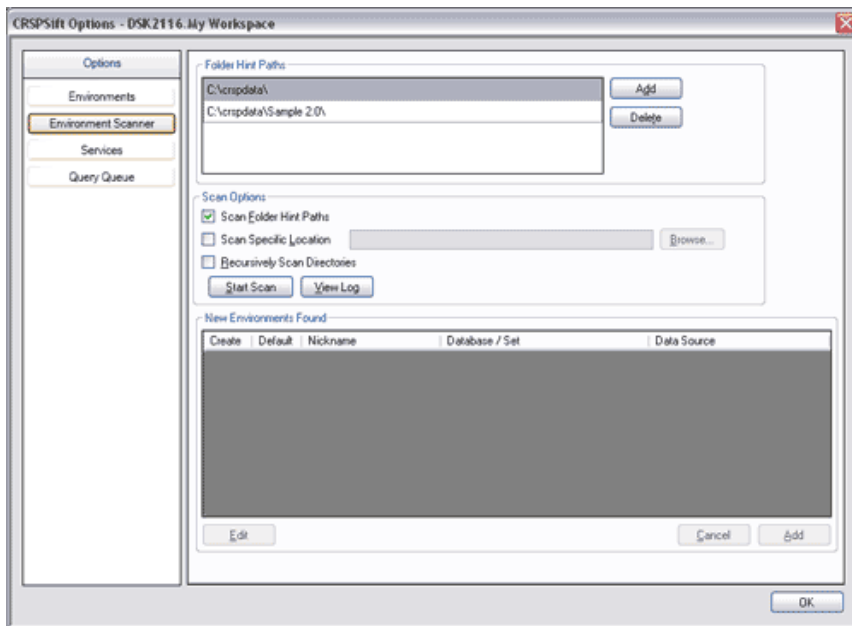 CRSPSift Options - DSK2116.My Workspace
Options
Environments
Environment Scanner
Services
Query Queue
Folder Hint Paths
C:\crspdata\
C:\crspdata\Sample 2.0\
Add
Delete
Scan Options
Scan Folder Hint Paths
Scan Specific Location
Browse...
Recursively Scan Directories
Start Scan View Log
New Environments Found
Create Default Nickname Database / Set Data Source
Edit Cancel Add
OK